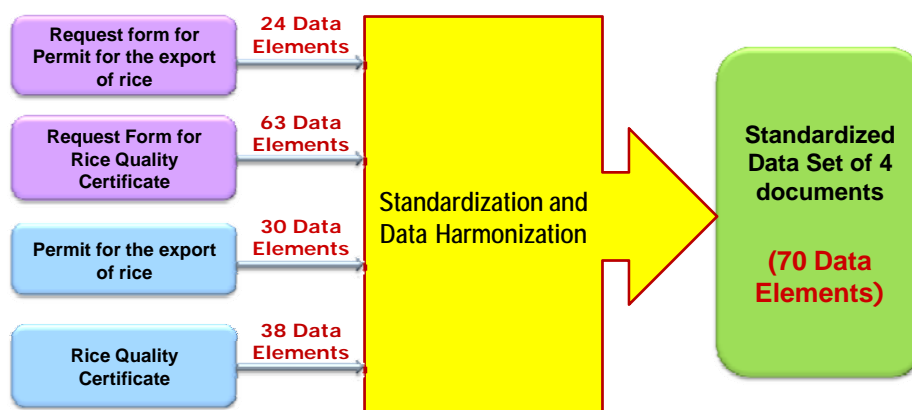 Request form for
Permit for the export
of rice
24 Data
Elements
Request Form for
Rice Quality
Certificate
63 Data
Elements
Permit for the export
of rice
30 Data
Elements
Rice Quality
Certificate
38 Data
Elements
Standardization and
Data Harmonization
Standardized
Data Set of 4
documents
(70 Data
Elements)